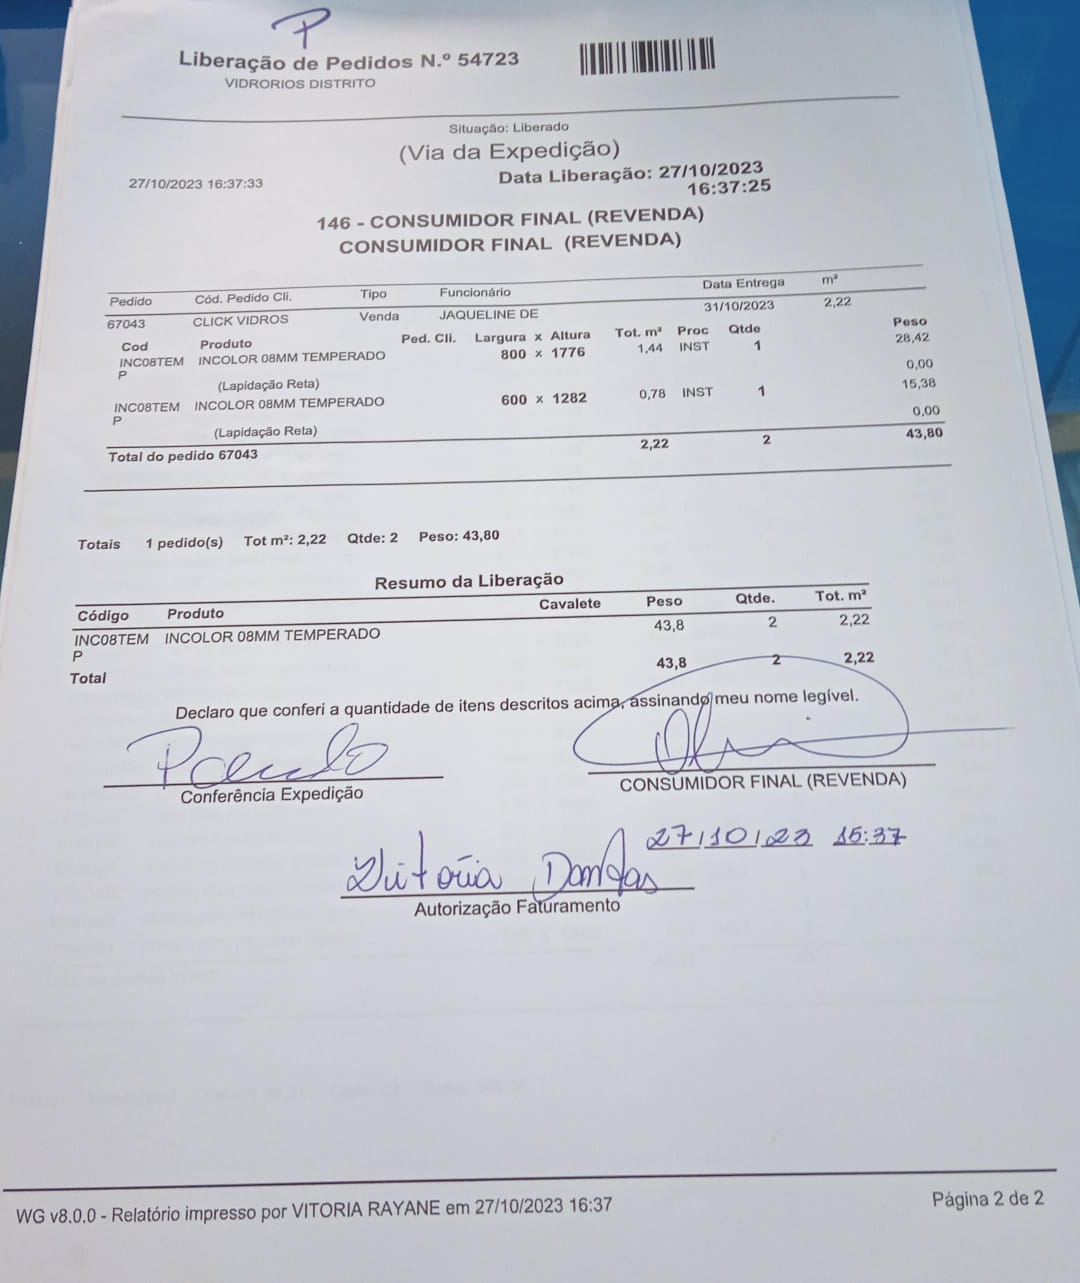 P
Liberação de Pedidos N.º 54723
VIDRORIOS DISTRITO
Situação: Liberado
(Via da Expedição)
27/10/2023 16:37:33
Data Liberação: 27/10/2023
16:37:25
146 - CONSUMIDOR FINAL (REVENDA)
CONSUMIDOR FINAL (REVENDA)
Pedido Cód. Pedido Cli. Tipo Funcionário Data Entrega m²
67043 CLICK VIDROS Venda JAQUELINE DE 31/10/2023 2,22
Cod Produto Ped. Cli. Largura x Altura Tot. m² Proc Qtde Peso
INC08TEM INCOLOR 08MM TEMPERADO 800 x 1776 1,44 INST 1 28,42
P
(Lapidação Reta) 0,00
INC08TEM INCOLOR 08MM TEMPERADO 600 x 1282 0,78 INST 1 15,38
P
(Lapidação Reta) 0,00
Total do pedido 67043 2,22 2 43,80
Totais 1 pedido(s) Tot m²: 2,22 Qtde: 2 Peso: 43,80
Resumo da Liberação
Código Produto Cavalete Peso Qtde. Tot. m²
INC08TEM INCOLOR 08MM TEMPERADO 43,8 2 2,22
P
Total 43,8 2 2,22
Declaro que conferi a quantidade de itens descritos acima, assinando meu nome legível.
Conferência Expedição
CONSUMIDOR FINAL (REVENDA)
27/10/23 15:37
Vitória Dantas
Autorização Faturamento
WG v8.0.0 - Relatório impresso por VITORIA RAYANE em 27/10/2023 16:37
Página 2 de 2